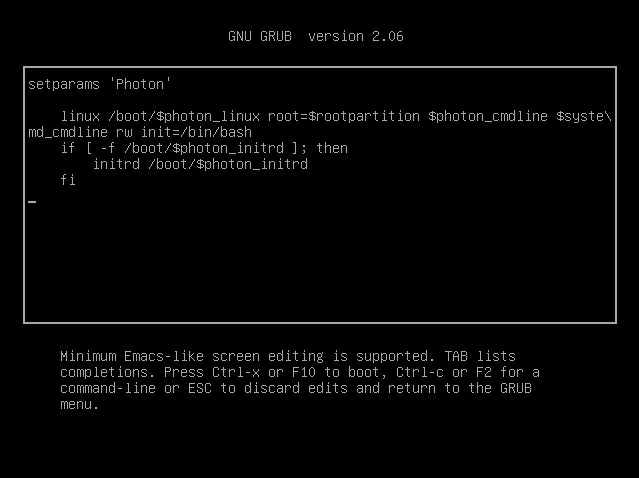 GNU GRUB  version 2.06
setparams 'Photon'
linux /boot/$photon_linux root=$rootpartition $photon_cmdline $syste\
md_cmdline rw init=/bin/bash
if [ -f /boot/$photon_initrd ]; then
initrd /boot/$photon_initrd
fi
Minimum Emacs-like screen editing is supported. TAB lists
completions. Press Ctrl-x or F10 to boot, Ctrl-c or F2 for a
command-line or ESC to discard edits and return to the GRUB
menu.